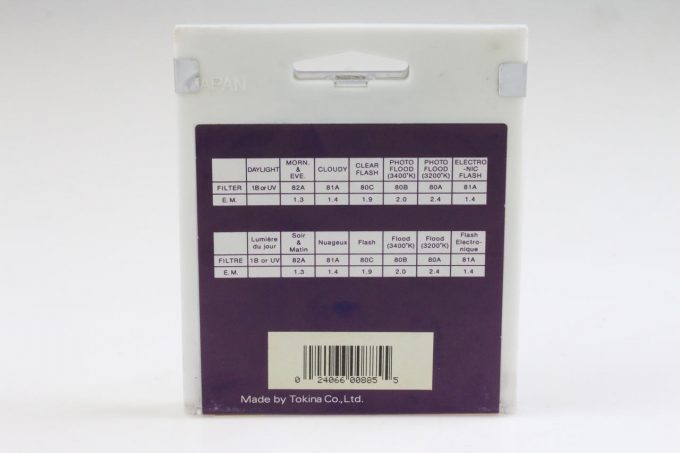 JAPAN
DAYLIGHT MORN. & EVE. CLOUDY CLEAR FLASH PHOTO FLOOD (3400°K) PHOTO FLOOD (3200°K) ELECTRO-NIC FLASH
FILTER 1B or UV 82A 81A 80C 80B 80A 81A
E.M. 1.3 1.4 1.9 2.0 2.4 1.4
Lumière du jour Soir & Matin Nuageux Flash Flood (3400°K) Flood (3200°K) Flash Electro-nique
FILTRE 1B or UV 82A 81A 80C 80B 80A 81A
E.M. 1.3 1.4 1.9 2.0 2.4 1.4
0 24066 00885 5
Made by Tokina Co., Ltd.